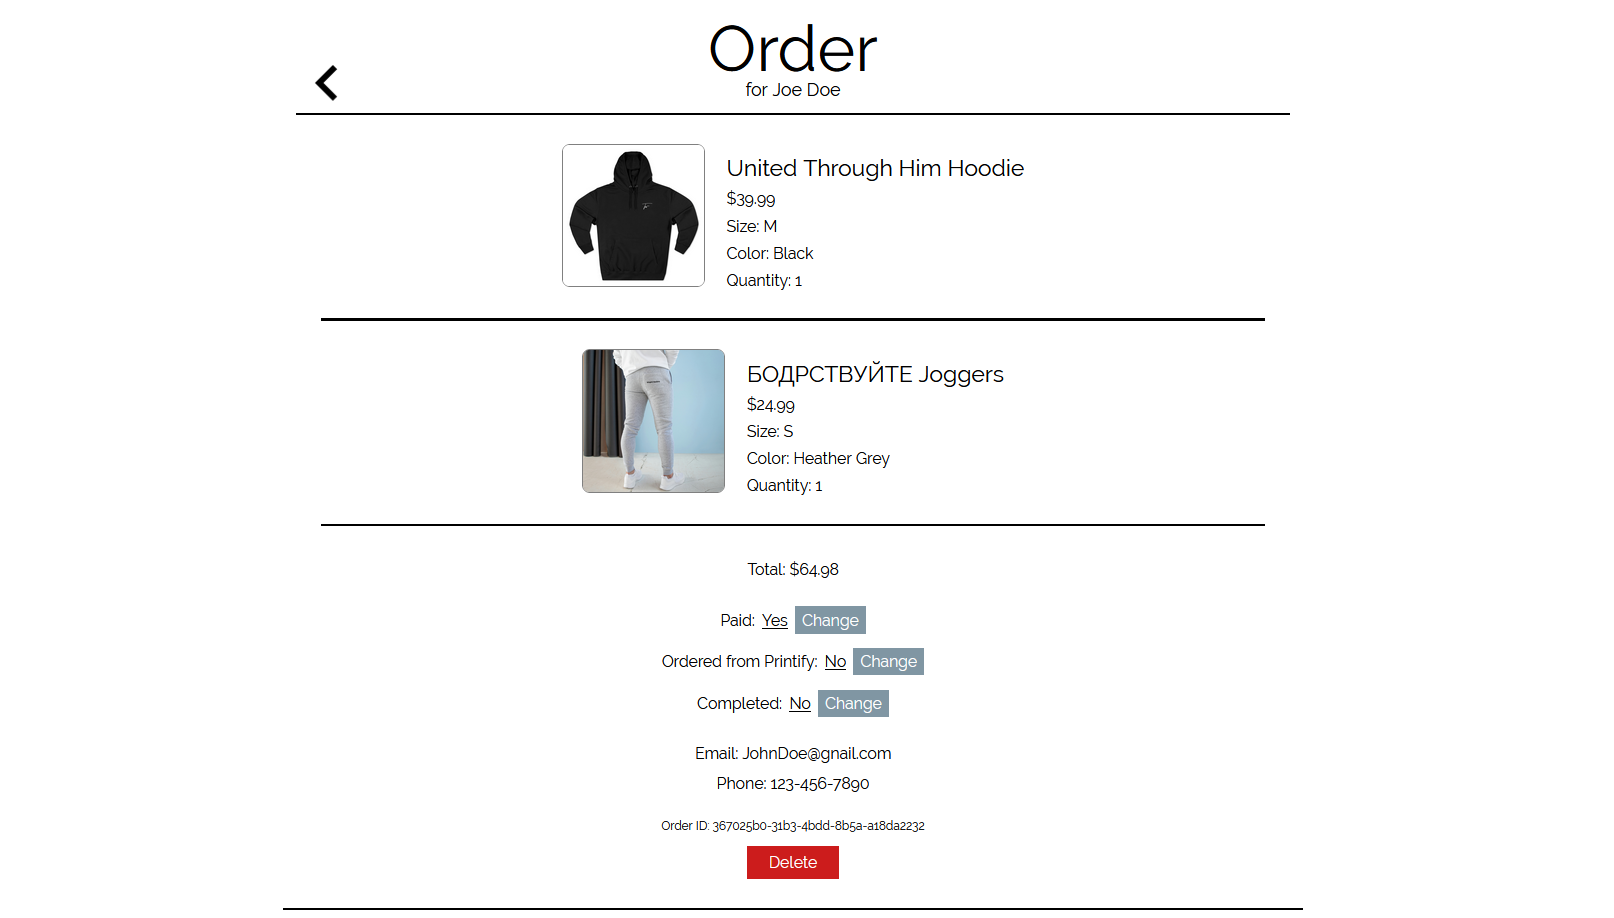 Order
for Joe Doe
United Through Him Hoodie
$39.99
Size: M
Color: Black
Quantity: 1
БОДРСТВУЙТЕ Joggers
$24.99
Size: S
Color: Heather Grey
Quantity: 1
Total: $64.98
Paid: Yes Change
Ordered from Printify: No Change
Completed: No Change
Email: JohnDoe@gnail.com
Phone: 123-456-7890
Order ID: 367025b0-31b3-4bdd-8b5a-a18da2232
Delete